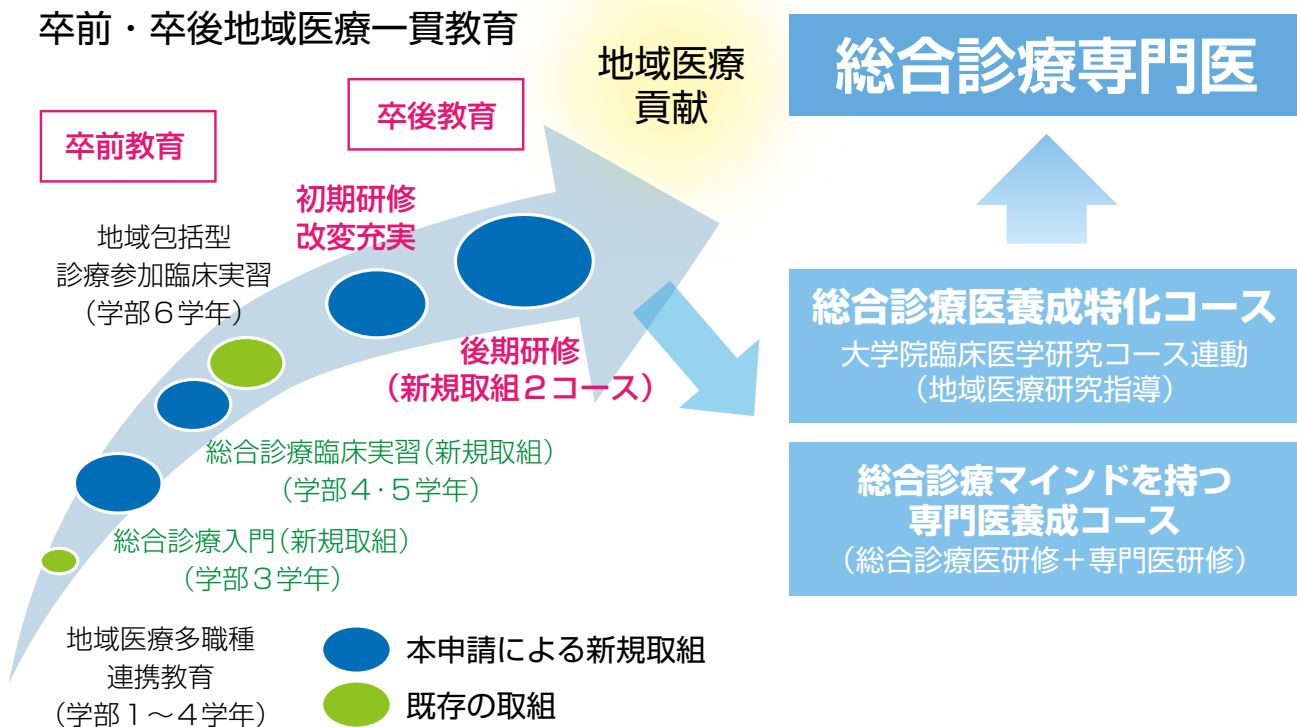 卒前・卒後地域医療一貫教育
地域医療
貢献
総合診療専門医
卒後教育
卒前教育
初期研修
改変充実
地域包括型
診療参加臨床実習
（学部６学年）
後期研修
（新規取組２コース）
総合診療臨床実習（新規取組）
（学部４・５学年）
総合診療入門（新規取組）
（学部３学年）
地域医療多職種
連携教育
（学部１～４学年）
本申請による新規取組
既存の取組
総合診療医養成特化コース
大学院臨床医学研究コース連動
（地域医療研究指導）
総合診療マインドを持つ
専門医養成コース
（総合診療医研修＋専門医研修）